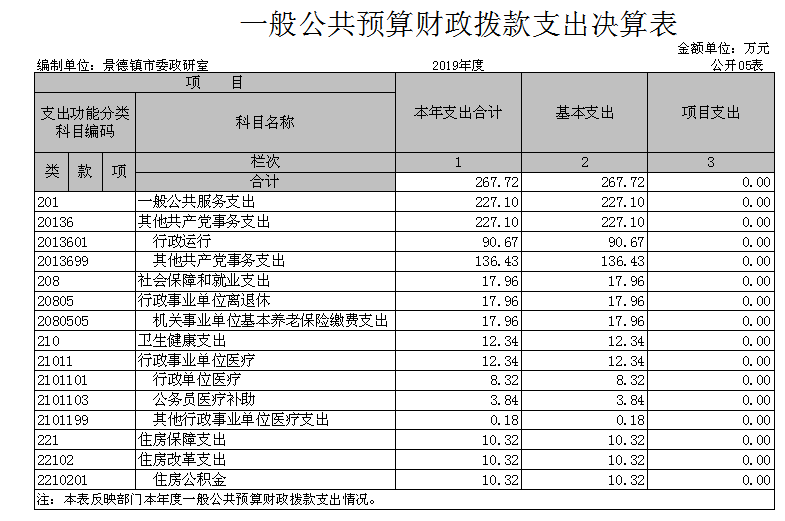 一般公共预算财政拨款支出决算表
金额单位：万元
编制单位：景德镇市委政研室 2019年度 公开05表
项 目 本年支出合计 基本支出 项目支出
支出功能分类科目编码 科目名称
类 款 项 栏次 1 2 3
合计 267.72 267.72 0.00
201 一般公共服务支出 227.10 227.10 0.00
20136 其他共产党事务支出 227.10 227.10 0.00
2013601 行政运行 90.67 90.67 0.00
2013699 其他共产党事务支出 136.43 136.43 0.00
208 社会保障和就业支出 17.96 17.96 0.00
20805 行政事业单位离退休 17.96 17.96 0.00
2080505 机关事业单位基本养老保险缴费支出 17.96 17.96 0.00
210 卫生健康支出 12.34 12.34 0.00
21011 行政事业单位医疗 12.34 12.34 0.00
2101101 行政单位医疗 8.32 8.32 0.00
2101103 公务员医疗补助 3.84 3.84 0.00
2101199 其他行政事业单位医疗支出 0.18 0.18 0.00
221 住房保障支出 10.32 10.32 0.00
22102 住房改革支出 10.32 10.32 0.00
2210201 住房公积金 10.32 10.32 0.00
注：本表反映部门本年度一般公共预算财政拨款支出情况。